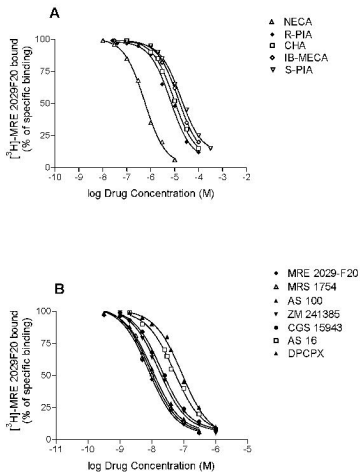 A
NECA
R-PIA
CHA
IB-MECA
S-PIA
[³H]-MRE 2029F20 bound
(% of specific binding)
100
75
50
25
0
-10 -9 -8 -7 -6 -5 -4 -3 -2
log Drug Concentration (M)
B
MRE 2029-F20
MRS 1754
AS 100
ZM 241385
CGS 15943
AS 16
DPCPX
[³H]-MRE 2029F20 bound
(% of specific binding)
100
75
50
25
0
-11 -10 -9 -8 -7 -6 -5
log Drug Concentration (M)